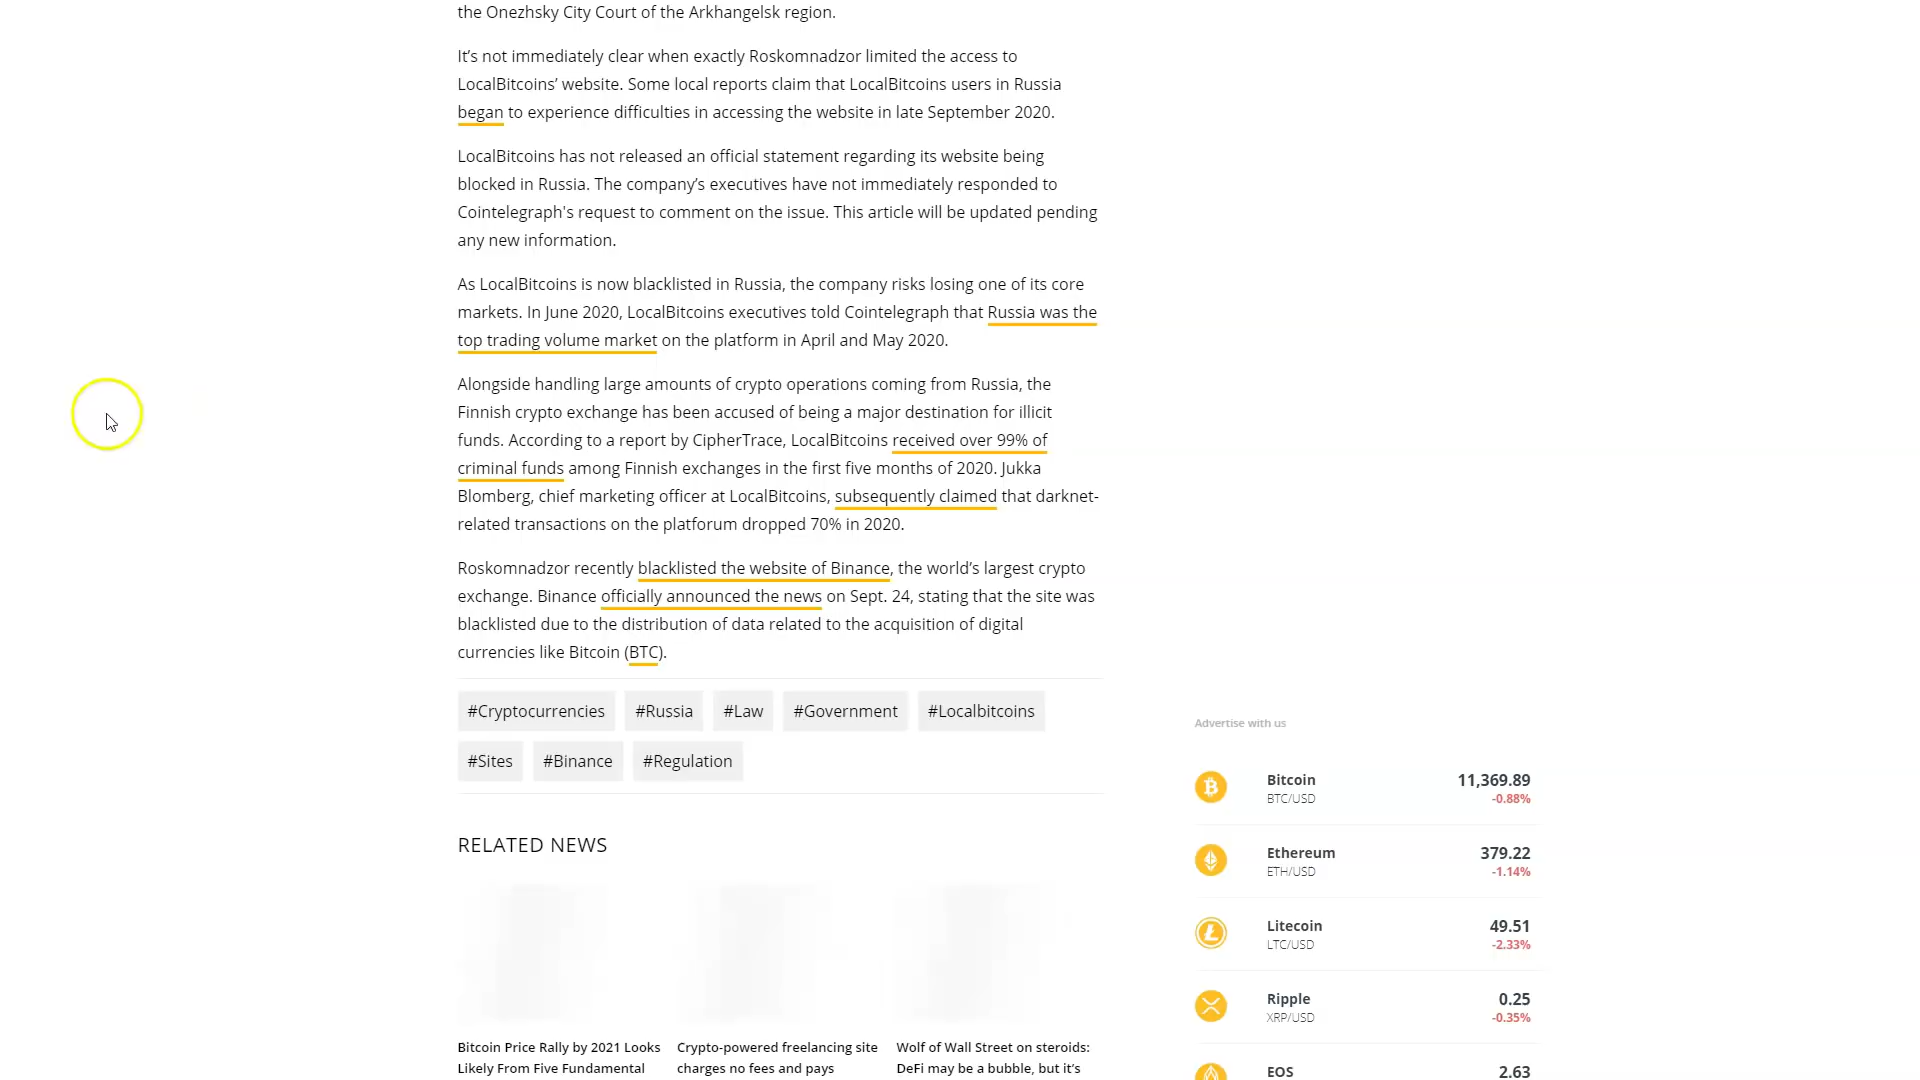 the Onezhsky City Court of the Arkhangelsk region.
It’s not immediately clear when exactly Roskomnadzor limited the access to
LocalBitcoins’ website. Some local reports claim that LocalBitcoins users in Russia
began to experience difficulties in accessing the website in late September 2020.
LocalBitcoins has not released an official statement regarding its website being
blocked in Russia. The company’s executives have not immediately responded to
Cointelegraph's request to comment on the issue. This article will be updated pending
any new information.
As LocalBitcoins is now blacklisted in Russia, the company risks losing one of its core
markets. In June 2020, LocalBitcoins executives told Cointelegraph that Russia was the
top trading volume market on the platform in April and May 2020.
Alongside handling large amounts of crypto operations coming from Russia, the
Finnish crypto exchange has been accused of being a major destination for illicit
funds. According to a report by CipherTrace, LocalBitcoins received over 99% of
criminal funds among Finnish exchanges in the first five months of 2020. Jukka
Blomberg, chief marketing officer at LocalBitcoins, subsequently claimed that darknet-
related transactions on the platforum dropped 70% in 2020.
Roskomnadzor recently blacklisted the website of Binance, the world’s largest crypto
exchange. Binance officially announced the news on Sept. 24, stating that the site was
blacklisted due to the distribution of data related to the acquisition of digital
currencies like Bitcoin (BTC).
#Cryptocurrencies #Russia #Law #Government #Localbitcoins
#Sites #Binance #Regulation
RELATED NEWS
Bitcoin Price Rally by 2021 Looks
Likely From Five Fundamental
Crypto-powered freelancing site
charges no fees and pays
Wolf of Wall Street on steroids:
DeFi may be a bubble, but it’s
Advertise with us
Bitcoin 11,369.89
BTC/USD -0.88%
Ethereum 379.22
ETH/USD -1.14%
Litecoin 49.51
LTC/USD -2.33%
Ripple 0.25
XRP/USD -0.35%
EOS 2.63